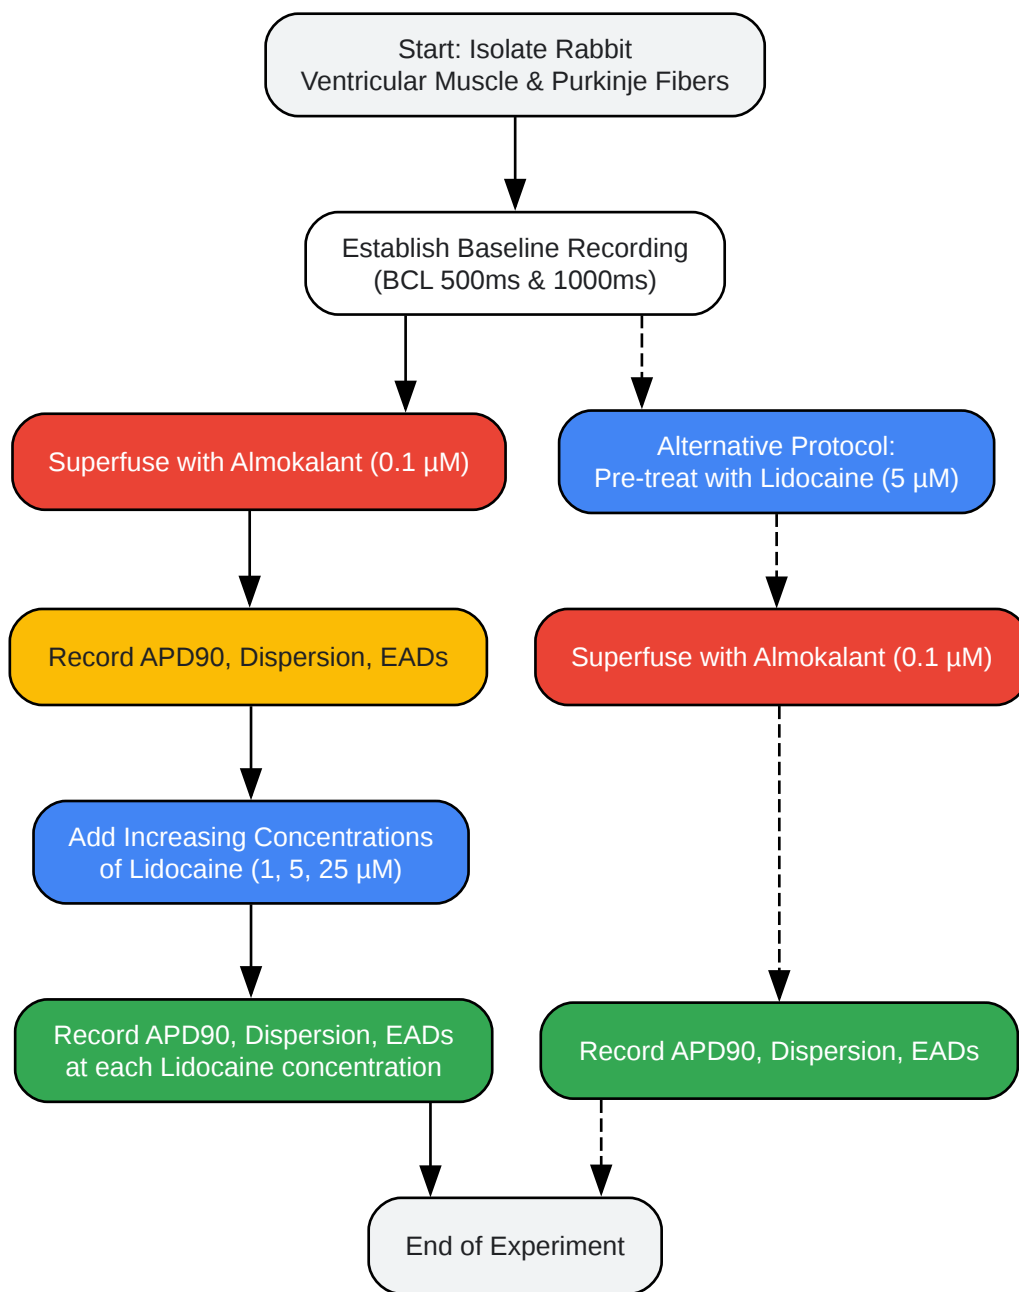 Start: Isolate Rabbit
Ventricular Muscle & Purkinje Fibers
Establish Baseline Recording
(BCL 500ms & 1000ms)
Superfuse with Almokalant (0.1 µM)
Alternative Protocol:
Pre-treat with Lidocaine (5 µM)
Record APD90, Dispersion, EADs
Superfuse with Almokalant (0.1 µM)
Add Increasing Concentrations
of Lidocaine (1, 5, 25 µM)
Record APD90, Dispersion, EADs
at each Lidocaine concentration
Record APD90, Dispersion, EADs
End of Experiment